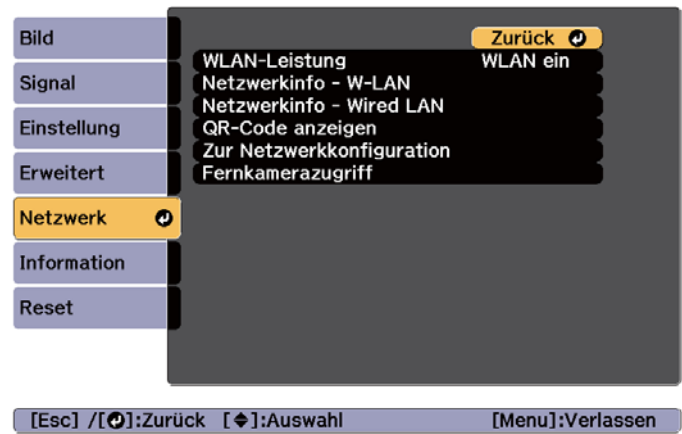 Bild
Signal
Einstellung
Erweitert
Netzwerk
Information
Reset
Zurück
WLAN-Leistung WLAN ein
Netzwerkinfo - W-LAN
Netzwerkinfo - Wired LAN
QR-Code anzeigen
Zur Netzwerkkonfiguration
Fernkamerazugriff
[Esc] /[⏎]:Zurück [◆]:Auswahl [Menu]:Verlassen